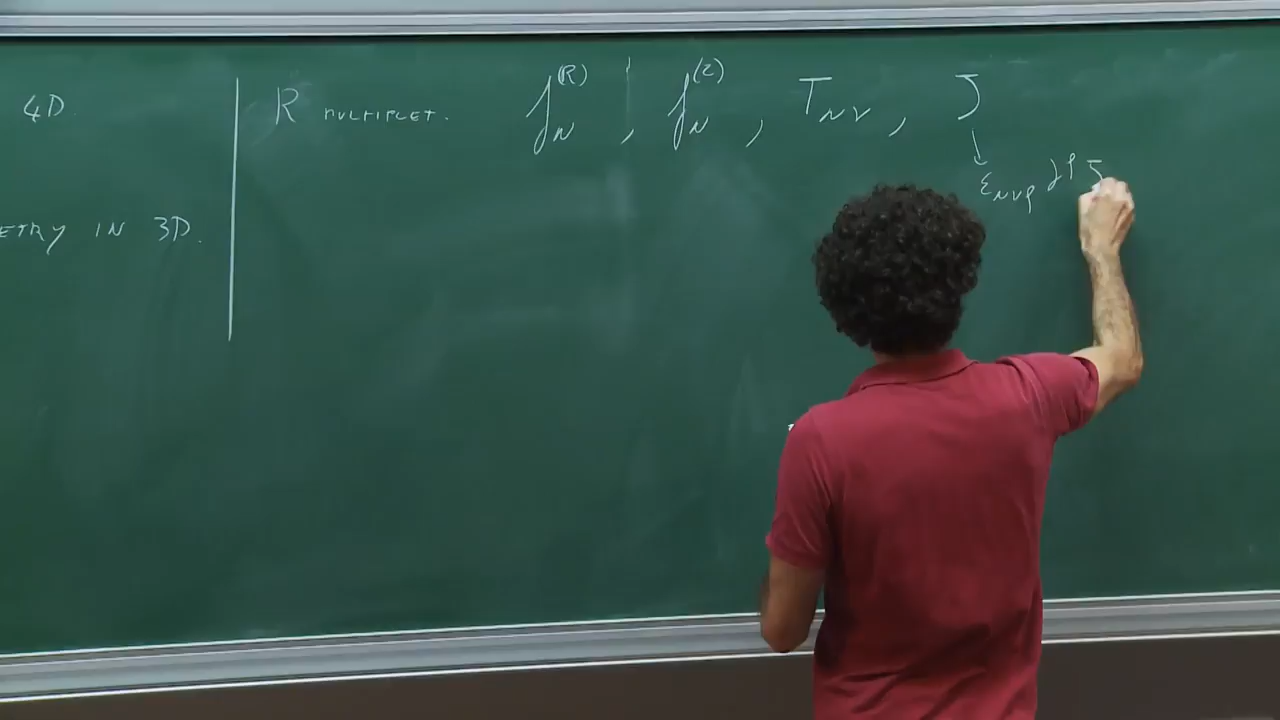 4D.
R MULTIPLET. j_μ^(R), j_μ^(Z), T_μν, J
↓
ε_μνρ ∂^ρ J
ETRY IN 3D.